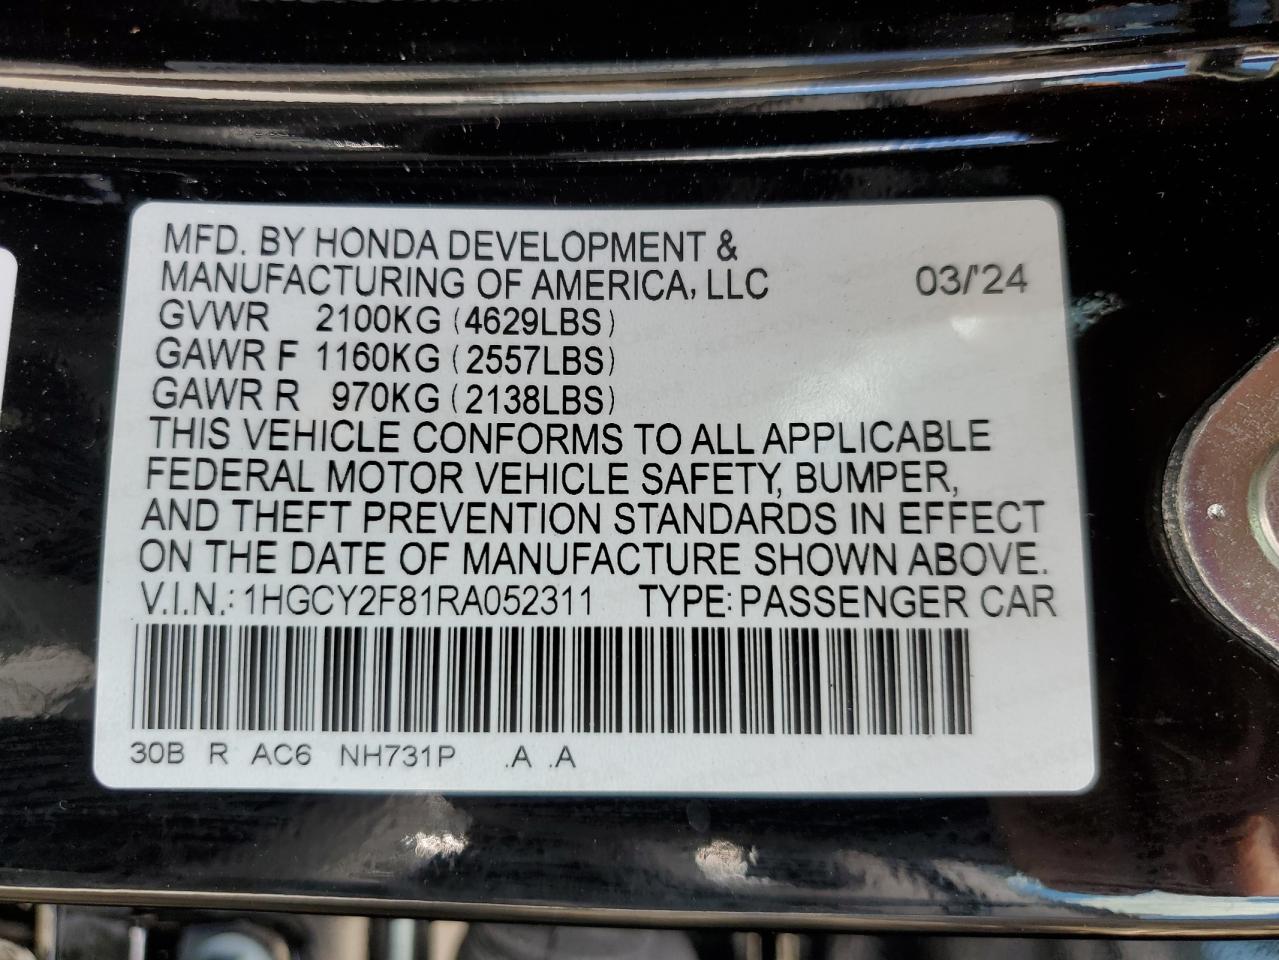 MFD. BY HONDA DEVELOPMENT &
MANUFACTURING OF AMERICA, LLC 03/'24
GVWR 2100KG (4629LBS)
GAWR F 1160KG (2557LBS)
GAWR R 970KG (2138LBS)
THIS VEHICLE CONFORMS TO ALL APPLICABLE
FEDERAL MOTOR VEHICLE SAFETY, BUMPER,
AND THEFT PREVENTION STANDARDS IN EFFECT
ON THE DATE OF MANUFACTURE SHOWN ABOVE.
V.I.N.: 1HGCY2F81RA052311 TYPE: PASSENGER CAR
30B R AC6 NH731P .A .A